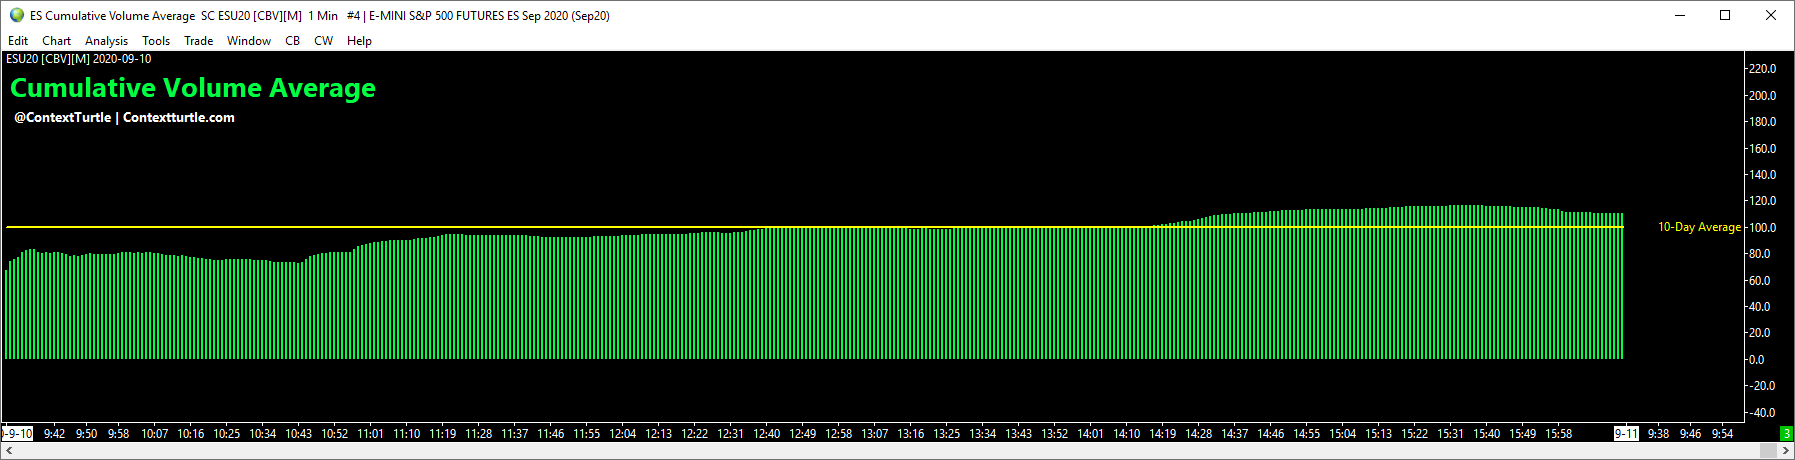 ES Cumulative Volume Average  SC ESU20 [CBV][M]  1 Min   #4 | E-MINI S&P 500 FUTURES ES Sep 2020 (Sep20)
Edit Chart Analysis Tools Trade Window CB CW Help
ESU20 [CBV][M] 2020-09-10
Cumulative Volume Average
@ContextTurtle | Contextturtle.com
220.0
200.0
180.0
160.0
140.0
120.0
10-Day Average 100.0
80.0
60.0
40.0
20.0
0.0
-20.0
-40.0
-9-10 9:42 9:50 9:58 10:07 10:16 10:25 10:34 10:43 10:52 11:01 11:10 11:19 11:28 11:37 11:46 11:55 12:04 12:13 12:22 12:31 12:40 12:49 12:58 13:07 13:16 13:25 13:34 13:43 13:52 14:01 14:10 14:19 14:28 14:37 14:46 14:55 15:04 15:13 15:22 15:31 15:40 15:49 15:58 9-11 9:38 9:46 9:54 3